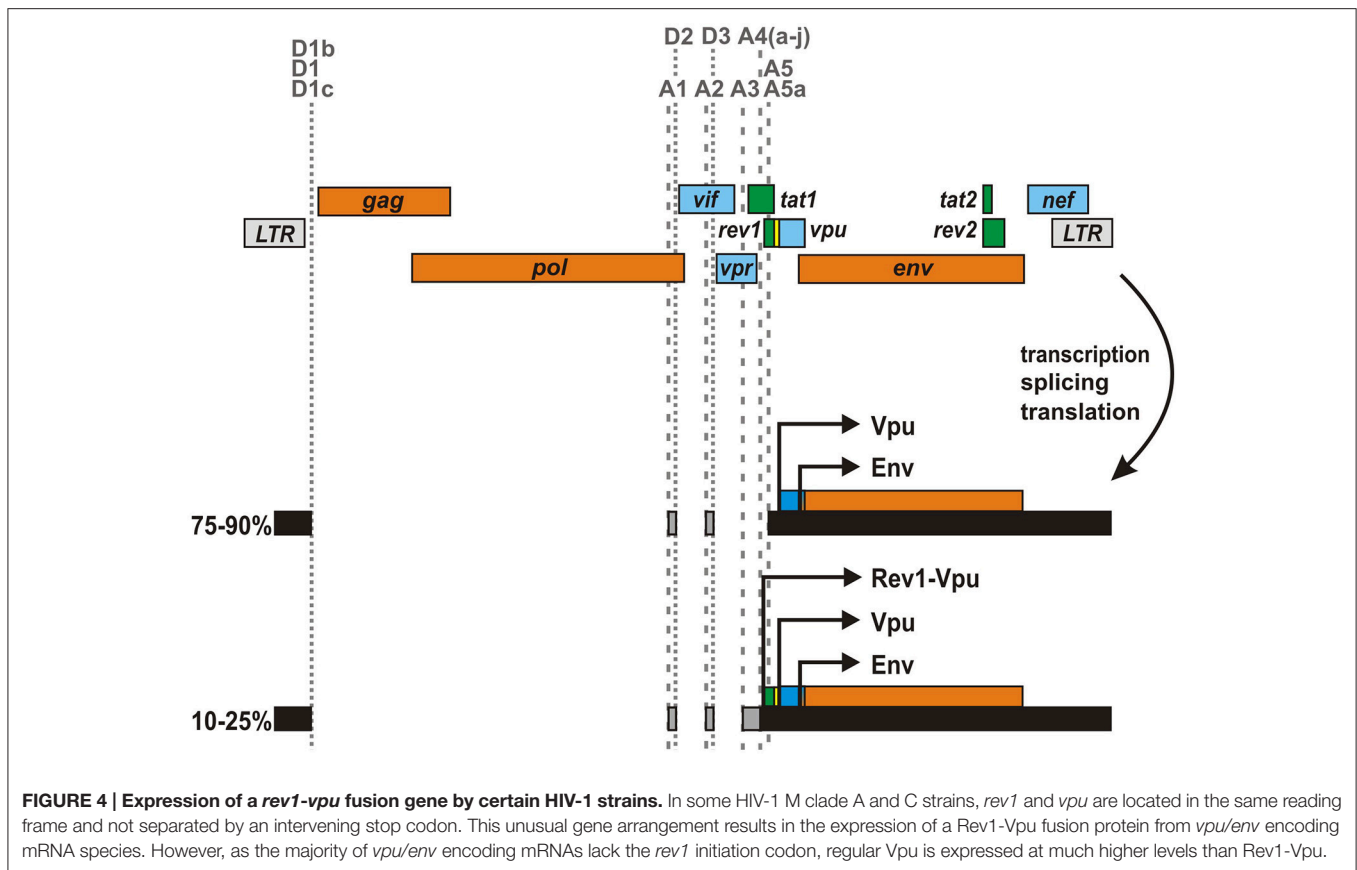 D1b
D1
D1c
D2 D3 A4(a-j)
A5
A1 A2 A3 A5a
gag
vif
tat1
tat2
nef
LTR
rev1
vpu
rev2
LTR
pol
vpr
env
transcription
splicing
translation
Vpu
Env
75-90%
Rev1-Vpu
Vpu
Env
10-25%
FIGURE 4 | Expression of a rev1-vpu fusion gene by certain HIV-1 strains. In some HIV-1 M clade A and C strains, rev1 and vpu are located in the same reading
frame and not separated by an intervening stop codon. This unusual gene arrangement results in the expression of a Rev1-Vpu fusion protein from vpu/env encoding
mRNA species. However, as the majority of vpu/env encoding mRNAs lack the rev1 initiation codon, regular Vpu is expressed at much higher levels than Rev1-Vpu.